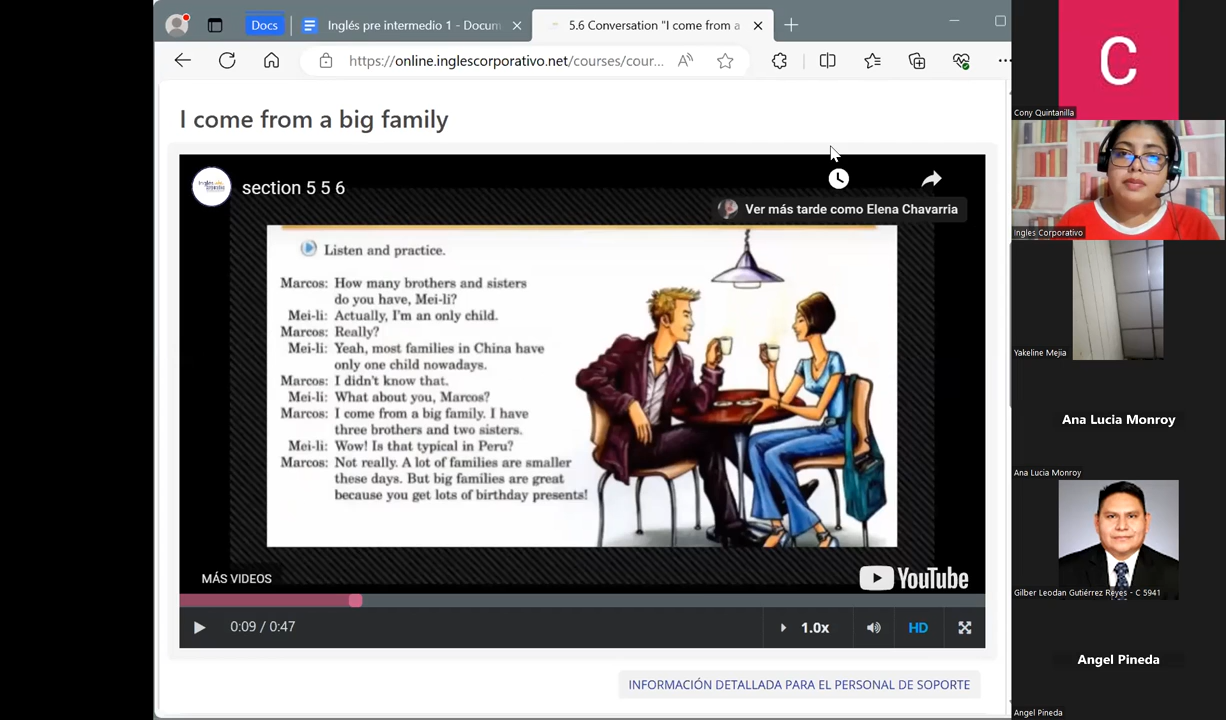 Docs
Inglés pre intermedio 1 - Docum
5.6 Conversation "I come from a
https://online.inglescorporativo.net/courses/cour...
I come from a big family
section 5 5 6
Ver más tarde como Elena Chavarria
Listen and practice.
Marcos: How many brothers and sisters
do you have, Mei-li?
Mei-li: Actually, I'm an only child.
Marcos: Really?
Mei-li: Yeah, most families in China have
only one child nowadays.
Marcos: I didn't know that.
Mei-li: What about you, Marcos?
Marcos: I come from a big family. I have
three brothers and two sisters.
Mei-li: Wow! Is that typical in Peru?
Marcos: Not really. A lot of families are smaller
these days. But big families are great
because you get lots of birthday presents!
MÁS VIDEOS
YouTube
0:09 / 0:47
1.0x
HD
INFORMACIÓN DETALLADA PARA EL PERSONAL DE SOPORTE
C
Cony Quintanilla
Ingles Corporativo
Yakeline Mejia
Ana Lucia Monroy
Ana Lucia Monroy
Gilber Leodan Gutiérrez Reyes - C 5941
Angel Pineda
Angel Pineda